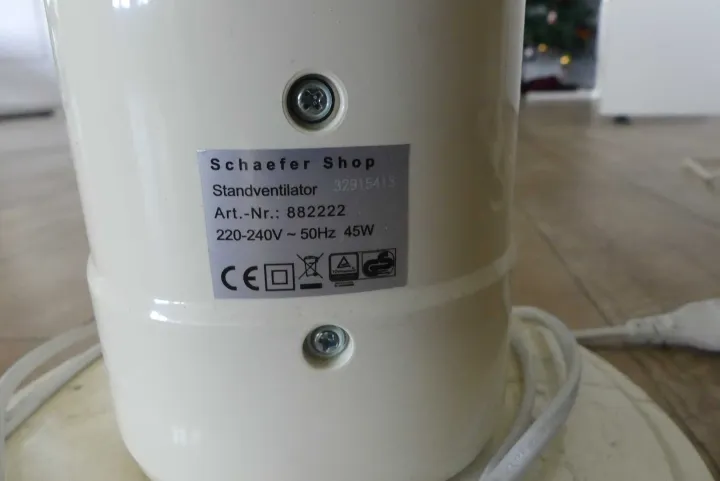 Schaefer Shop
Standventilator 32915413
Art.-Nr.: 882222
220-240V ~ 50Hz 45W
CE